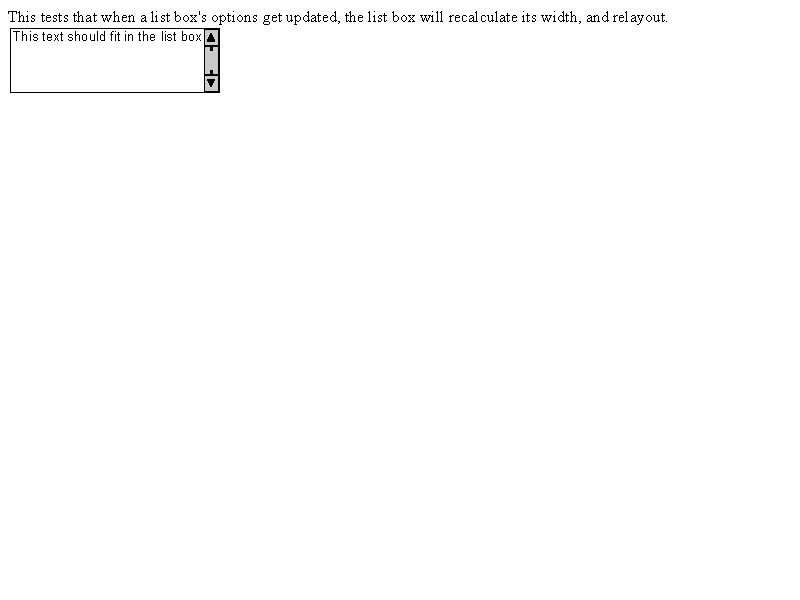 This tests that when a list box's options get updated, the list box will recalculate its width, and relayout.
This text should fit in the list box